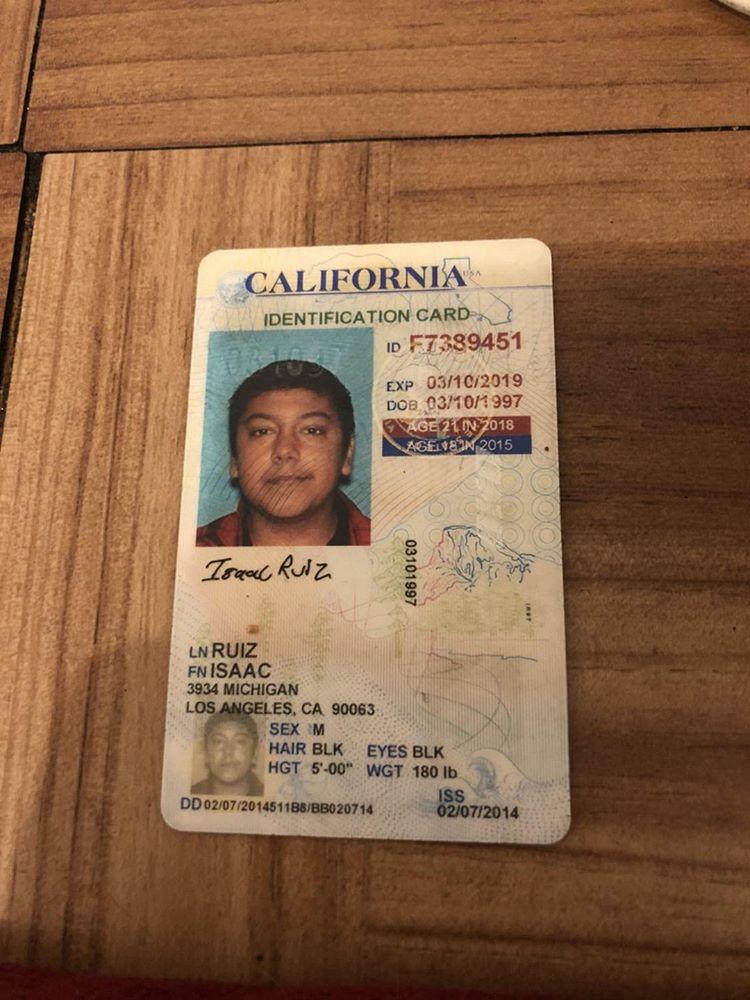 CALIFORNIA USA
IDENTIFICATION CARD
ID F7389451
EXP 03/10/2019
DOB 03/10/1997
AGE 21 IN 2018
AGE 18 IN 2015
031097
Isaac Ruiz
03101997
LN RUIZ
FN ISAAC
3934 MICHIGAN
LOS ANGELES, CA 90063
SEX M
HAIR BLK EYES BLK
HGT 5'-00" WGT 180 lb
DD 02/07/2014511B8/BB020714
ISS
02/07/2014